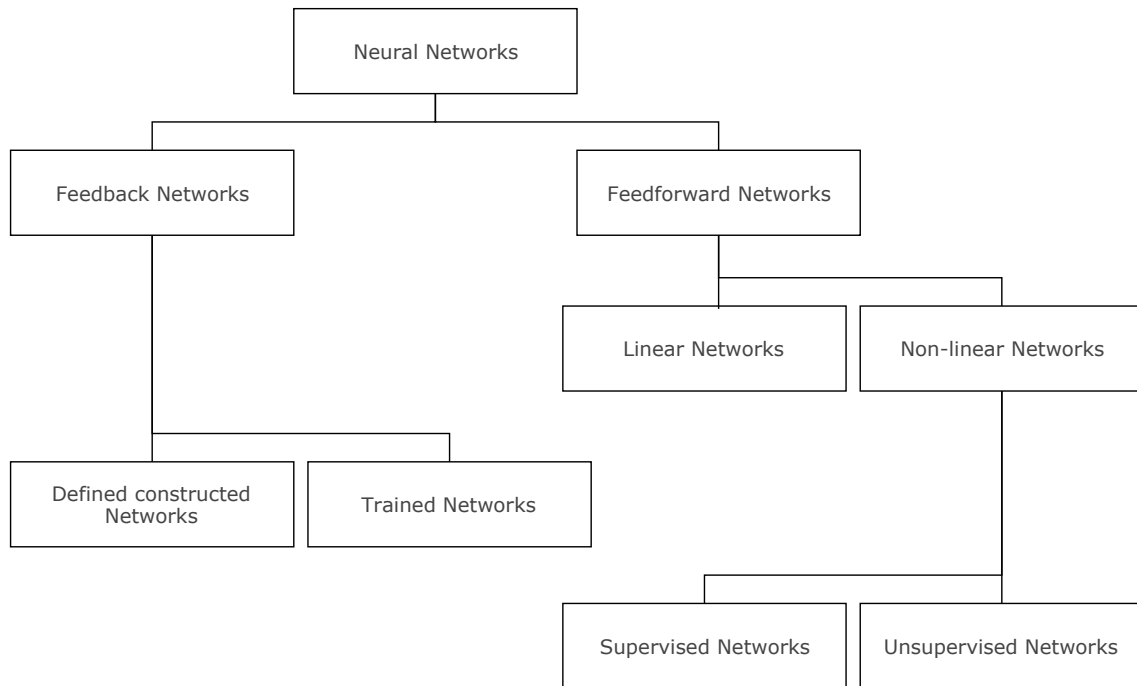 Neural Networks
Feedback Networks
Feedforward Networks
Linear Networks
Non-linear Networks
Defined constructed
Networks
Trained Networks
Supervised Networks
Unsupervised Networks